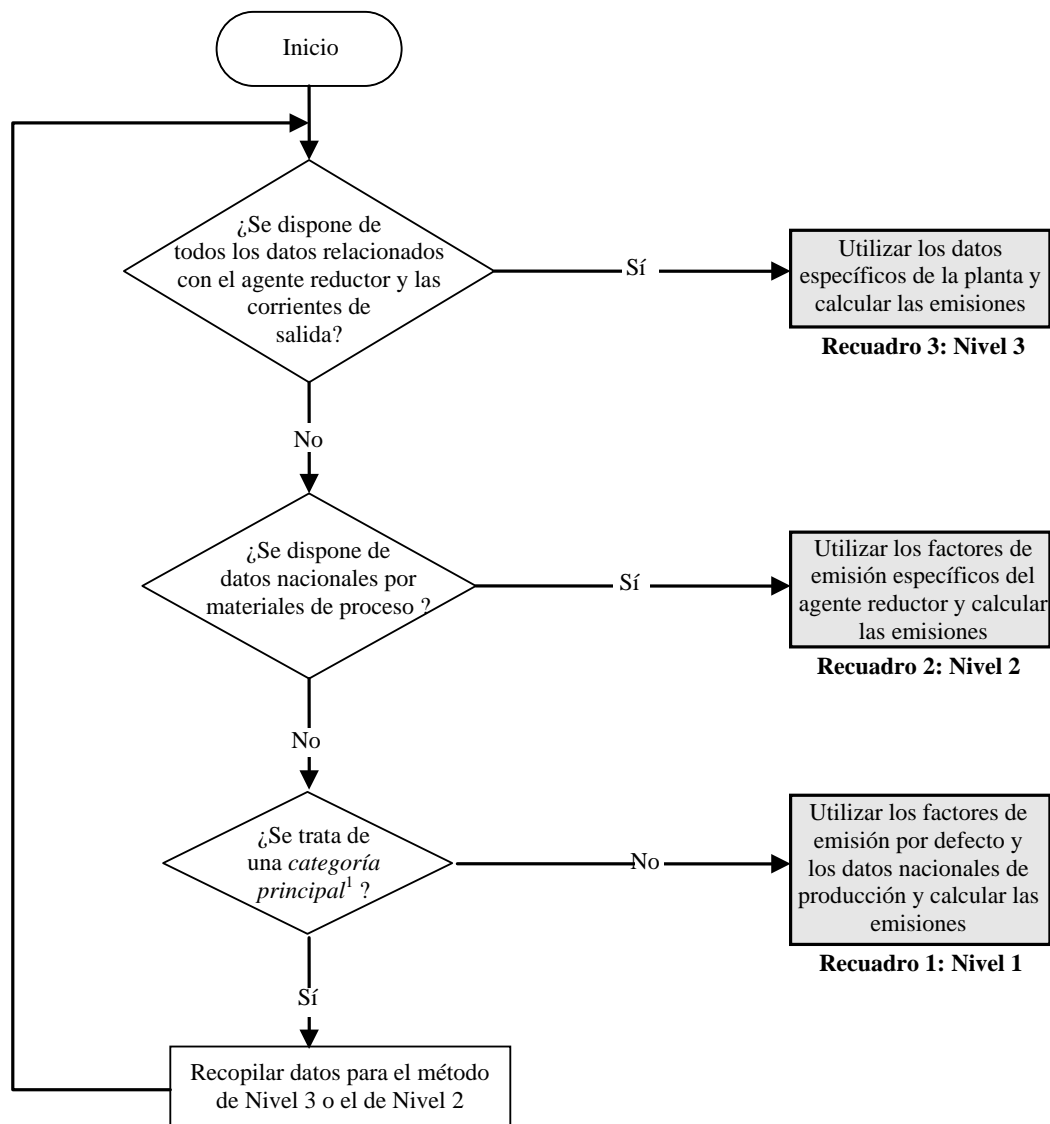 Inicio
¿Se dispone de
todos los datos relacionados
con el agente reductor y las
corrientes de
salida?
Sí
Utilizar los datos
específicos de la planta y
calcular las emisiones
Recuadro 3: Nivel 3
No
¿Se dispone de
datos nacionales por
materiales de proceso ?
Sí
Utilizar los factores de
emisión específicos del
agente reductor y calcular
las emisiones
Recuadro 2: Nivel 2
No
¿Se trata de
una categoría
principal¹ ?
No
Utilizar los factores de
emisión por defecto y
los datos nacionales de
producción y calcular las
emisiones
Recuadro 1: Nivel 1
Sí
Recopilar datos para el método
de Nivel 3 o el de Nivel 2